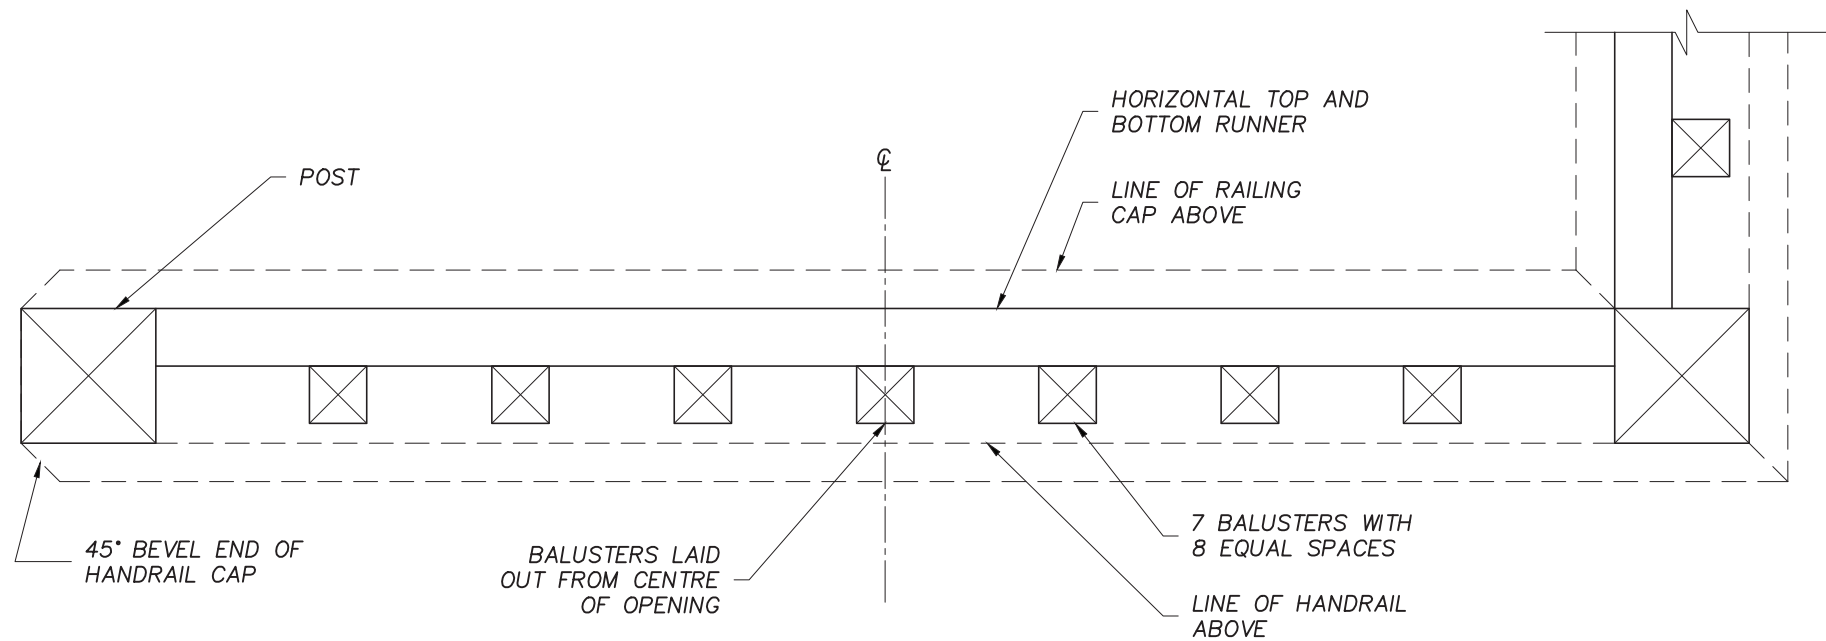 HORIZONTAL TOP AND
BOTTOM RUNNER
℄
POST
LINE OF RAILING
CAP ABOVE
7 BALUSTERS WITH
8 EQUAL SPACES
45° BEVEL END OF
HANDRAIL CAP
BALUSTERS LAID
OUT FROM CENTRE
OF OPENING
LINE OF HANDRAIL
ABOVE